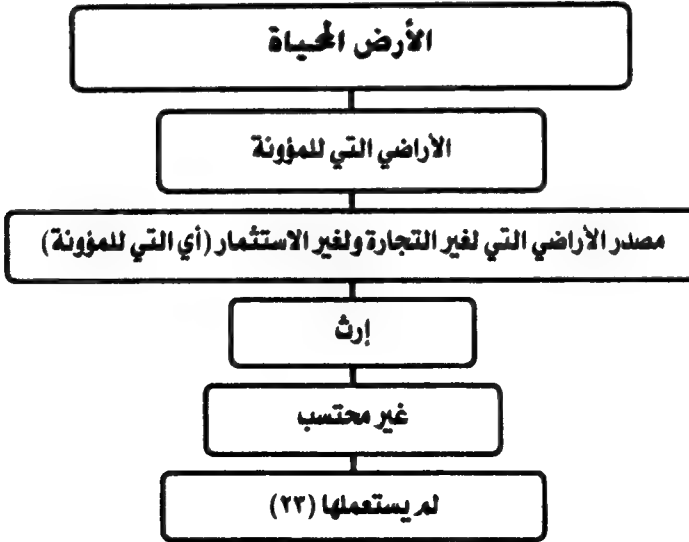 الأرض المحياة
الأراضي التي للمؤونة
مصدر الأراضي التي لغير التجارة ولغير الاستثمار (أي التي للمؤونة)
إرث
غير محتسب
لم يستعملها (٢٣)